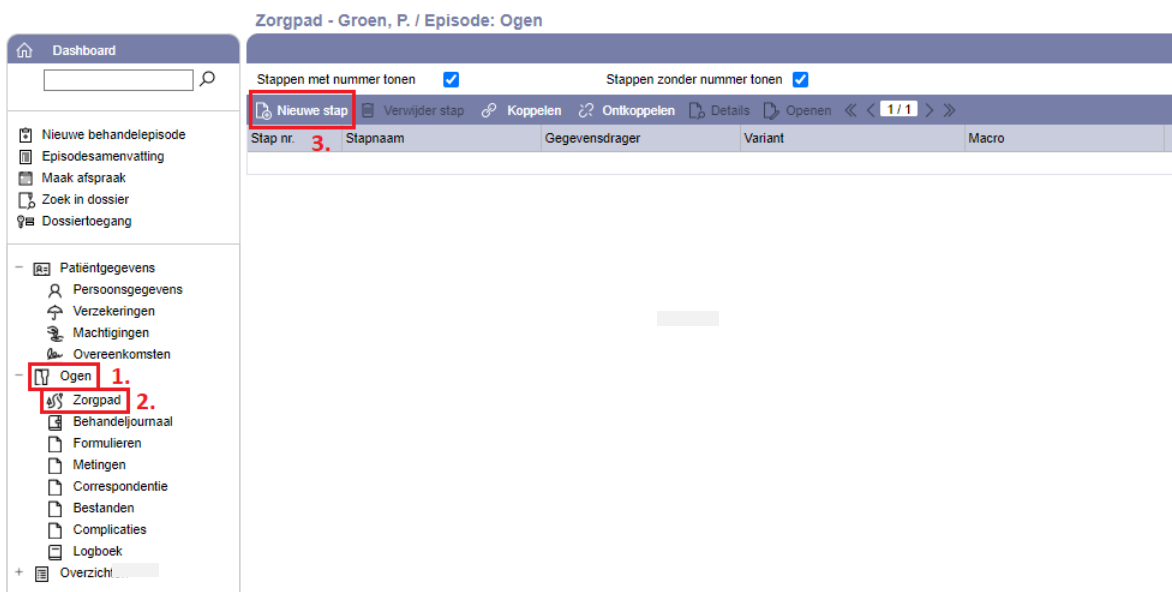 Zorgpad - Groen, P. / Episode: Ogen
Dashboard
Nieuwe behandelepisode
Episodesamenvatting
Maak afspraak
Zoek in dossier
Dossiertoegang
Patiëntgegevens
Persoonsgegevens
Verzekeringen
Machtigingen
Overeenkomsten
Ogen 1.
Zorgpad 2.
Behandeljournaal
Formulieren
Metingen
Correspondentie
Bestanden
Complicaties
Logboek
Stappen met nummer tonen Stappen zonder nummer tonen
Nieuwe stap Verwijder stap Koppelen Ontkoppelen Details Openen 1 / 1
Stap nr. 3. Stapnaam Gegevensdrager Variant Macro